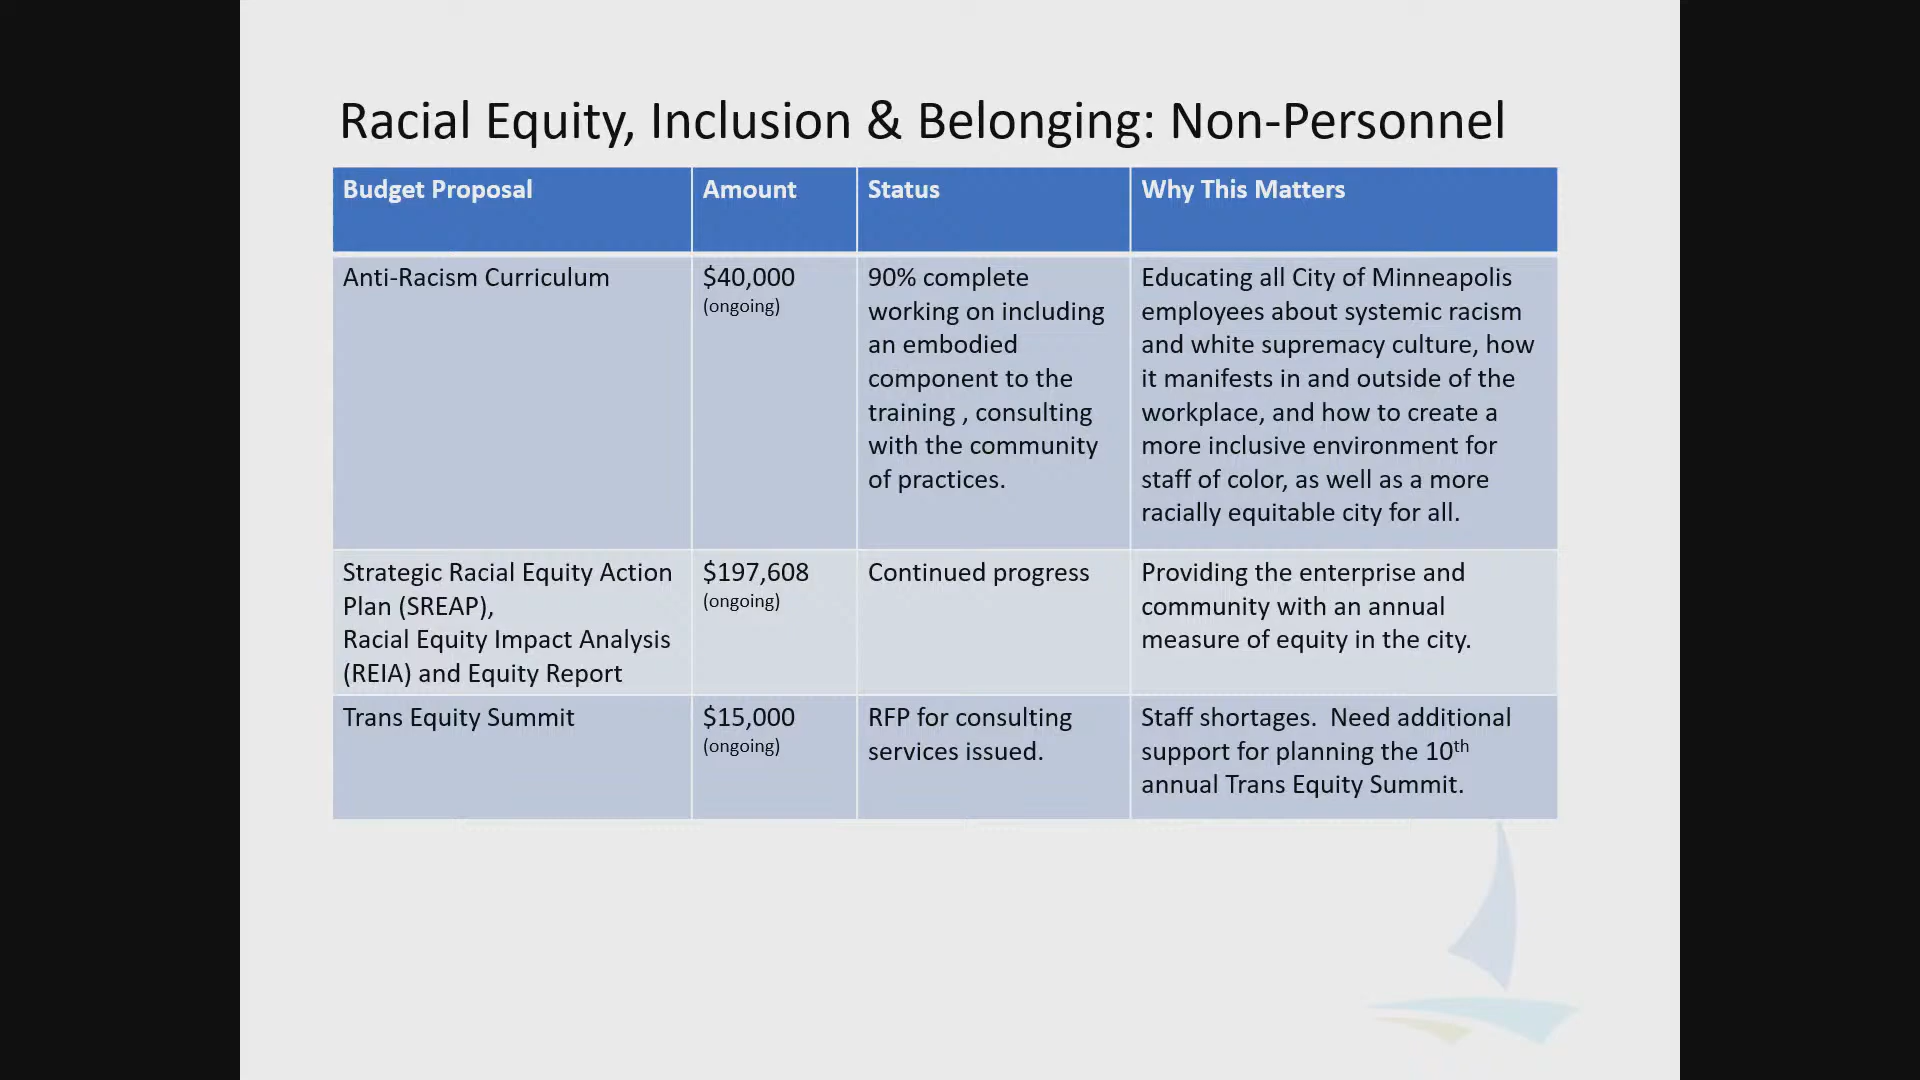 Racial Equity, Inclusion & Belonging: Non-Personnel
Budget Proposal
Amount
Status
Why This Matters
Anti-Racism Curriculum
$40,000
(ongoing)
90% complete
working on including
an embodied
component to the
training , consulting
with the community
of practices.
Educating all City of Minneapolis
employees about systemic racism
and white supremacy culture, how
it manifests in and outside of the
workplace, and how to create a
more inclusive environment for
staff of color, as well as a more
racially equitable city for all.
Strategic Racial Equity Action
Plan (SREAP),
Racial Equity Impact Analysis
(REIA) and Equity Report
$197,608
(ongoing)
Continued progress
Providing the enterprise and
community with an annual
measure of equity in the city.
Trans Equity Summit
$15,000
(ongoing)
RFP for consulting
services issued.
Staff shortages.  Need additional
support for planning the 10th
annual Trans Equity Summit.